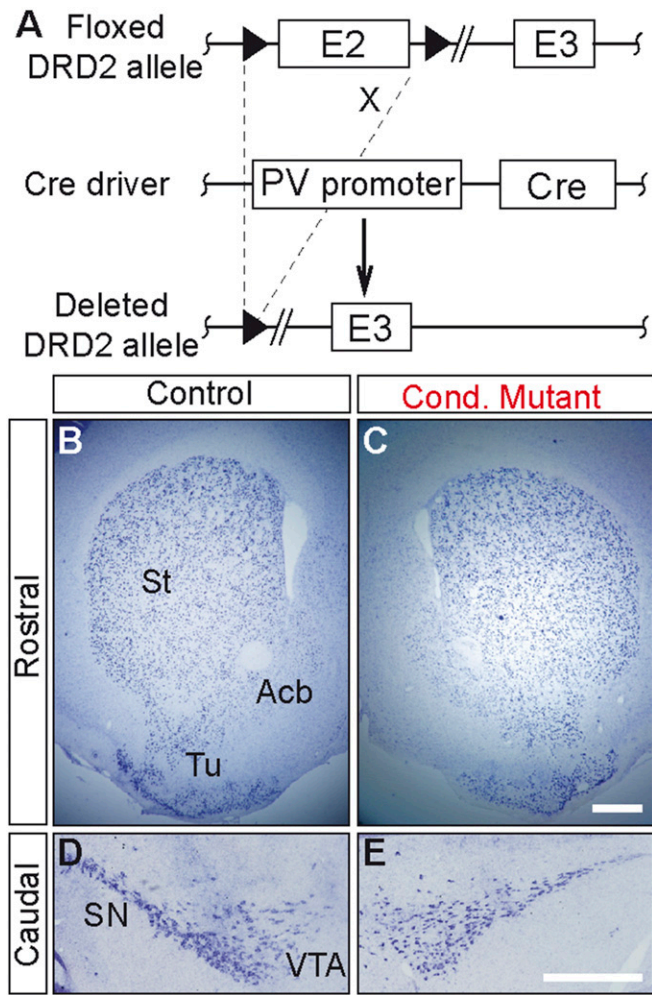 A
Floxed
DRD2 allele
E2
E3
X
Cre driver
PV promoter
Cre
Deleted
DRD2 allele
E3
Control
Cond. Mutant
Rostral
B
C
St
Acb
Tu
Caudal
D
E
SN
VTA